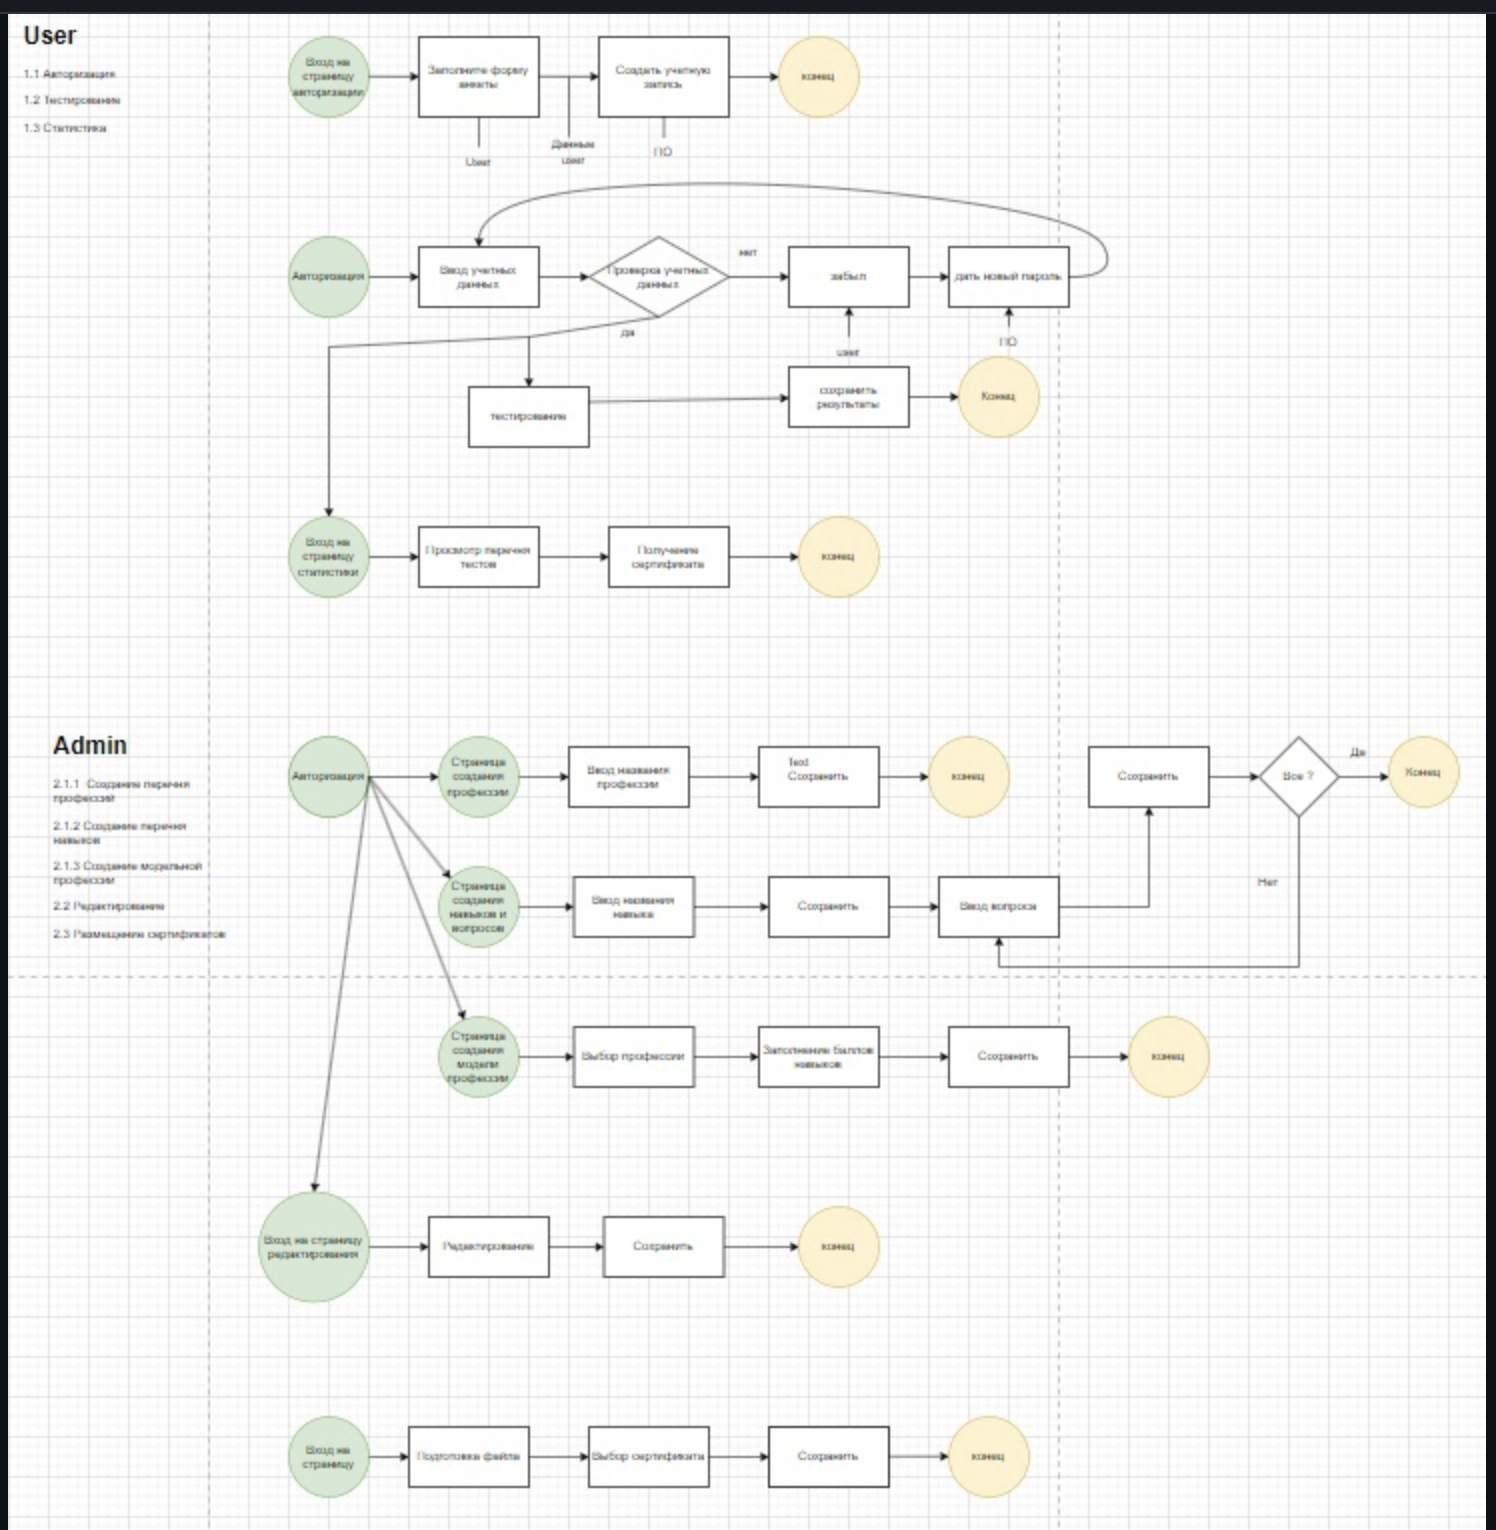 User
1.1 Авторизация
1.2 Тестирование
1.3 Статистика
Вход на
страницу
авторизации
Заполните форму
анкеты
Создать учетную
запись
конец
User
Данные
user
ПО
Авторизация
Ввод учетных
данных
Проверка учетных
данных
нет
забыл
дать новый пароль
да
user
ПО
тестирование
сохранить
результаты
Конец
Вход на
страницу
статистики
Просмотр перечня
тестов
Получение
сертификата
конец
Admin
2.1.1 Создание перечня
профессий
2.1.2 Создание перечня
навыков
2.1.3 Создание модельной
профессии
2.2 Редактирование
2.3 Размещение сертификатов
Авторизация
Страница
создания
профессии
Ввод названия
профессии
Text
Сохранить
конец
Сохранить
Все ?
Да
Конец
Страница
создания
навыков и
вопросов
Ввод названия
навыка
Сохранить
Ввод вопроса
Нет
Страница
создания
модели
профессии
Выбор профессии
Заполнение баллов
навыков
Сохранить
конец
Вход на страницу
редактирования
Редактирование
Сохранить
конец
Вход на
страницу
Подготовка файла
Выбор сертификата
Сохранить
конец